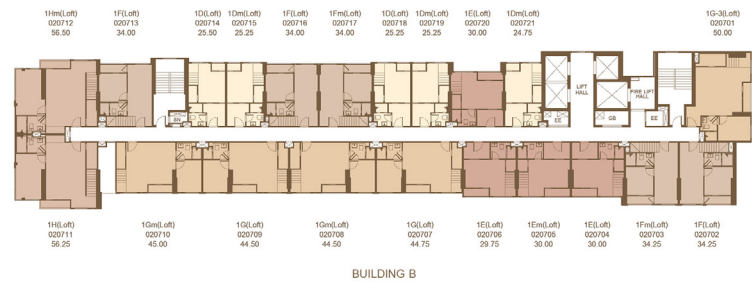 1Hm(Loft) 1F(Loft) 1D(Loft) 1Dm(Loft) 1F(Loft) 1Fm(Loft) 1D(Loft) 1Dm(Loft) 1E(Loft) 1Dm(Loft) 1G-3(Loft)
020712 020713 020714 020715 020716 020717 020718 020719 020720 020721 020701
56.50 34.00 25.50 25.25 34.00 34.00 25.25 25.25 30.00 24.75 50.00
LIFT HALL
FIRE LIFT HALL
BN EE GB EE
1H(Loft) 1Gm(Loft) 1G(Loft) 1Gm(Loft) 1G(Loft) 1E(Loft) 1Em(Loft) 1E(Loft) 1Fm(Loft) 1F(Loft)
020711 020710 020709 020708 020707 020706 020705 020704 020703 020702
56.25 45.00 44.50 44.50 44.75 29.75 30.00 30.00 34.25 34.25
BUILDING B